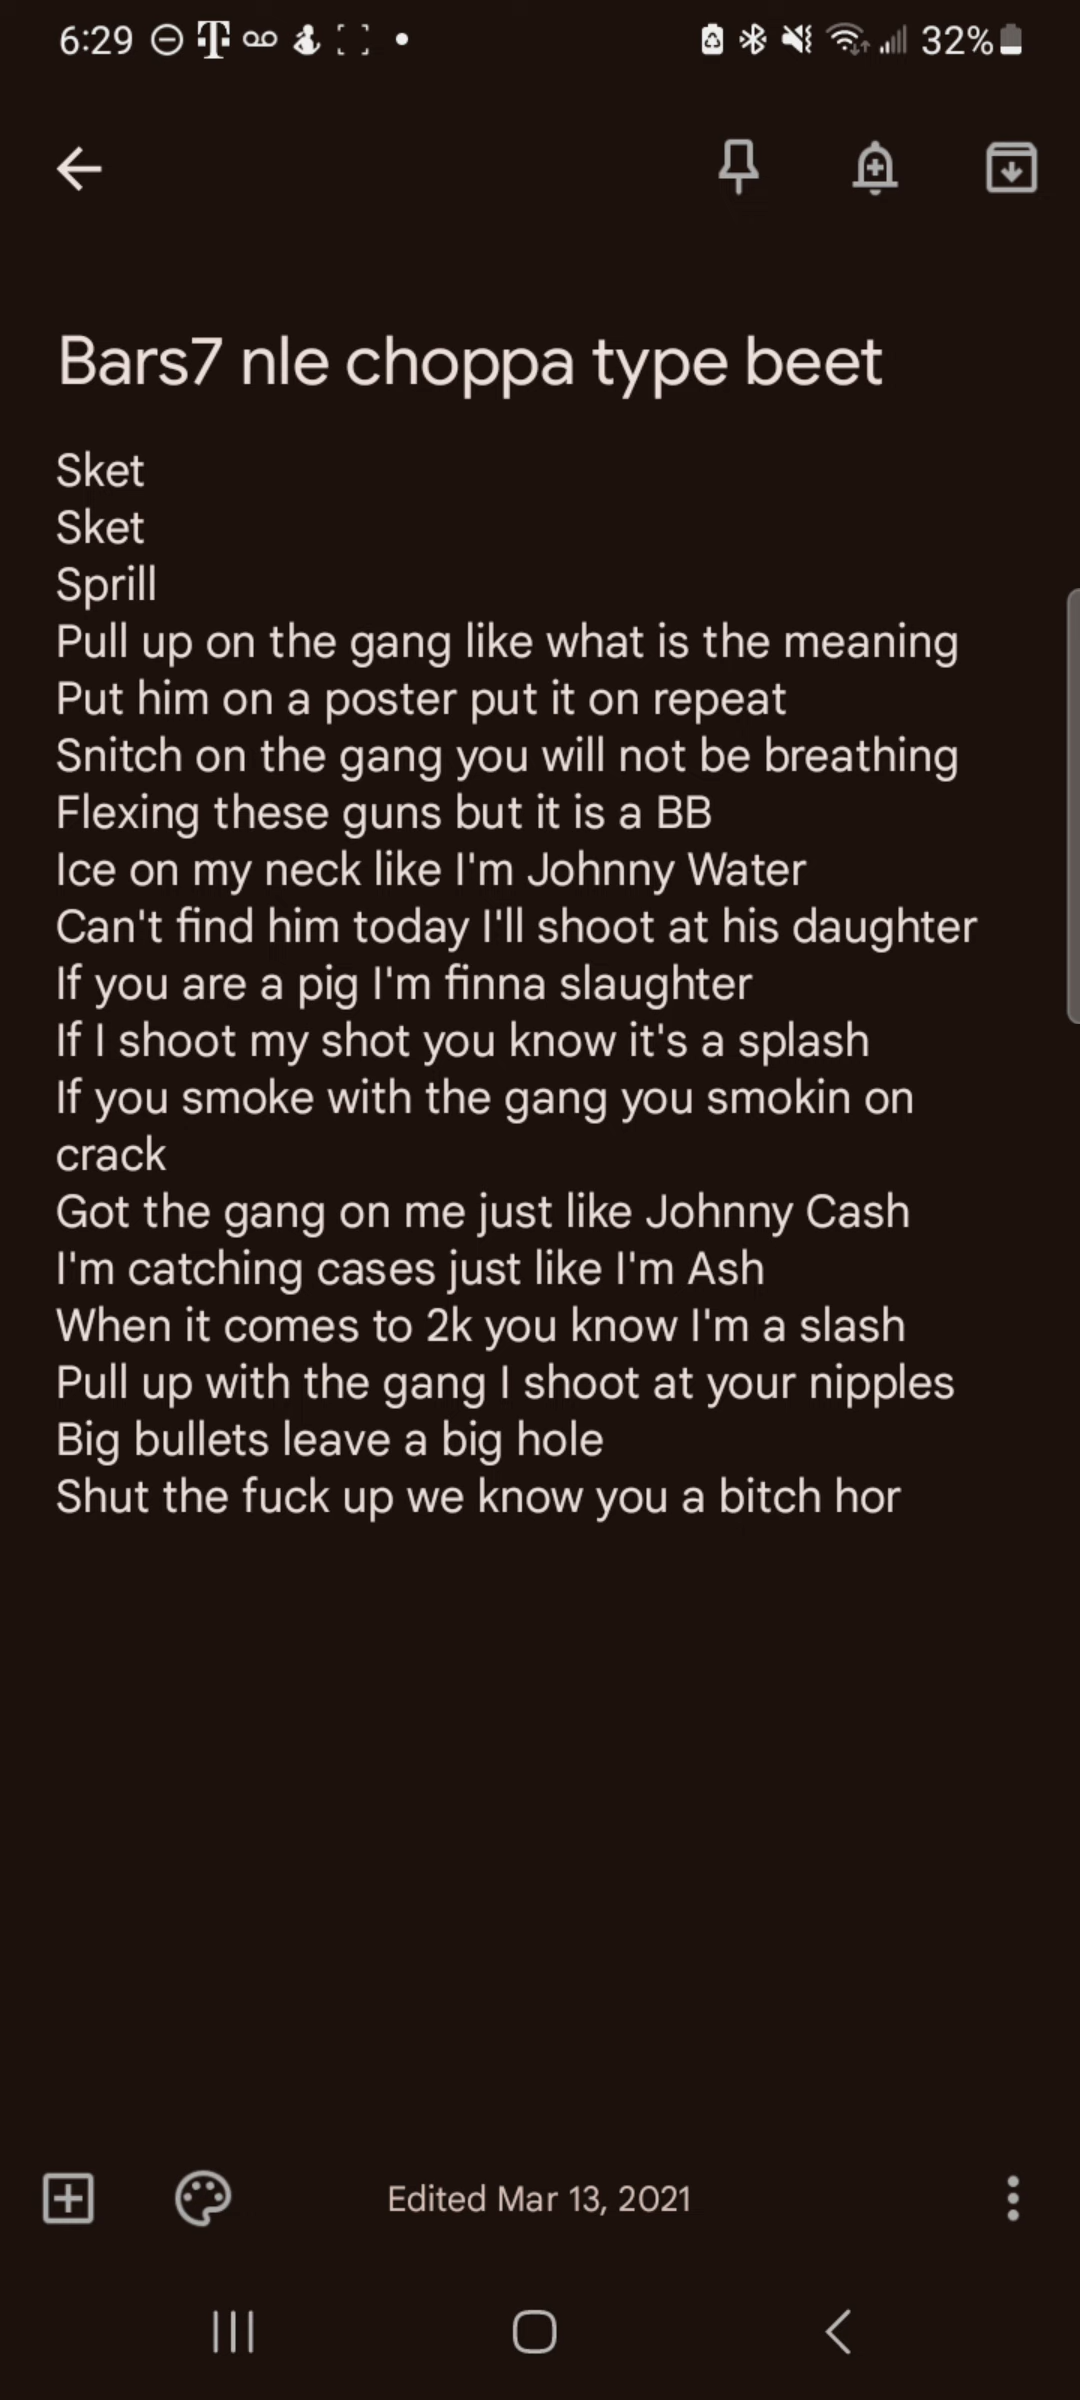 6:29
32%
Bars7 nle choppa type beet
Sket
Sket
Sprill
Pull up on the gang like what is the meaning
Put him on a poster put it on repeat
Snitch on the gang you will not be breathing
Flexing these guns but it is a BB
Ice on my neck like I'm Johnny Water
Can't find him today I'll shoot at his daughter
If you are a pig I'm finna slaughter
If I shoot my shot you know it's a splash
If you smoke with the gang you smokin on
crack
Got the gang on me just like Johnny Cash
I'm catching cases just like I'm Ash
When it comes to 2k you know I'm a slash
Pull up with the gang I shoot at your nipples
Big bullets leave a big hole
Shut the fuck up we know you a bitch hor
Edited Mar 13, 2021